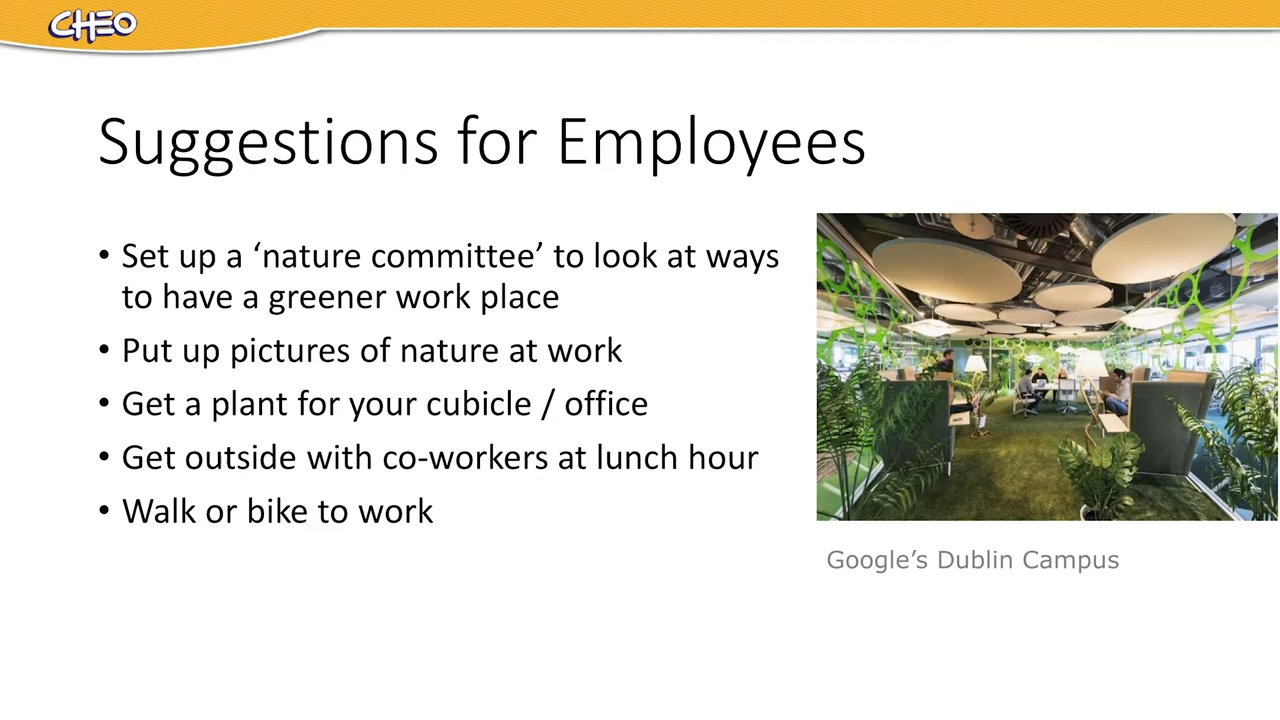 CHEO
Suggestions for Employees
• Set up a ‘nature committee’ to look at ways
to have a greener work place
• Put up pictures of nature at work
• Get a plant for your cubicle / office
• Get outside with co-workers at lunch hour
• Walk or bike to work
Google’s Dublin Campus